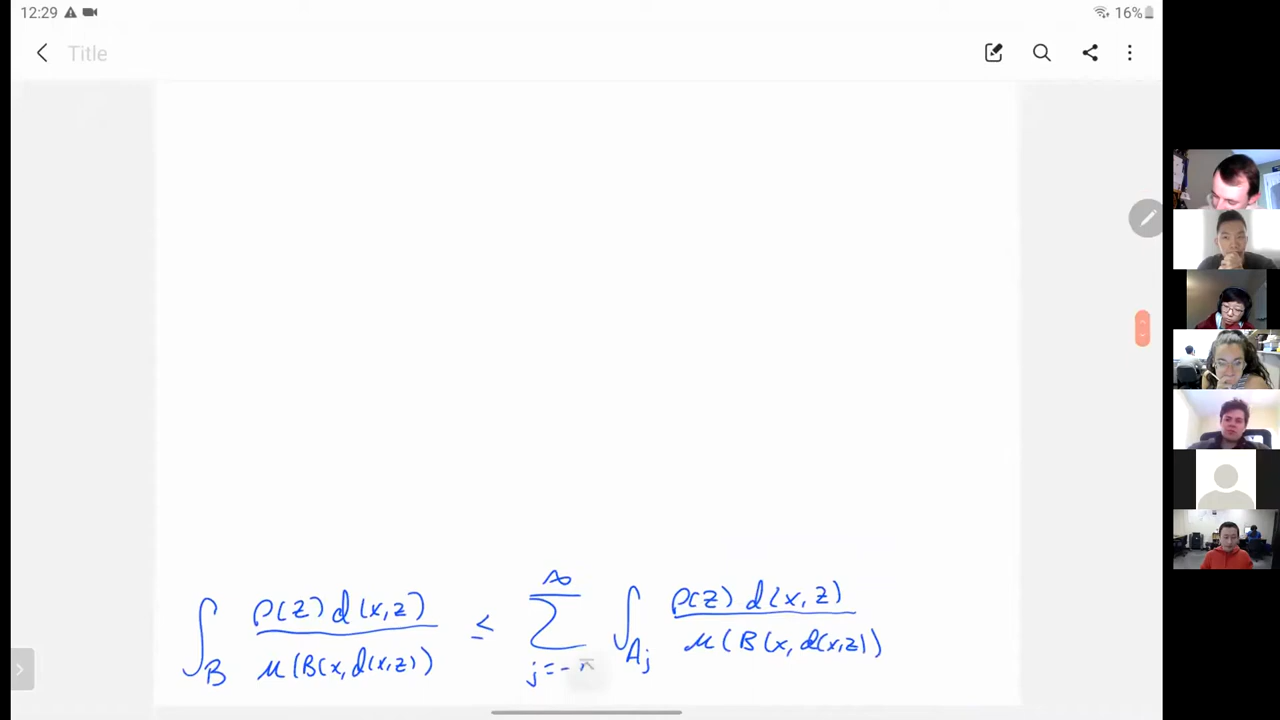 12:29
16%
Title
∫_B ρ(z) d(x,z) / μ(B(x,d(x,z)) ≤ ∑_{j=-}^{∞} ∫_{A_j} ρ(z) d(x,z) / μ(B(x,d(x,z))